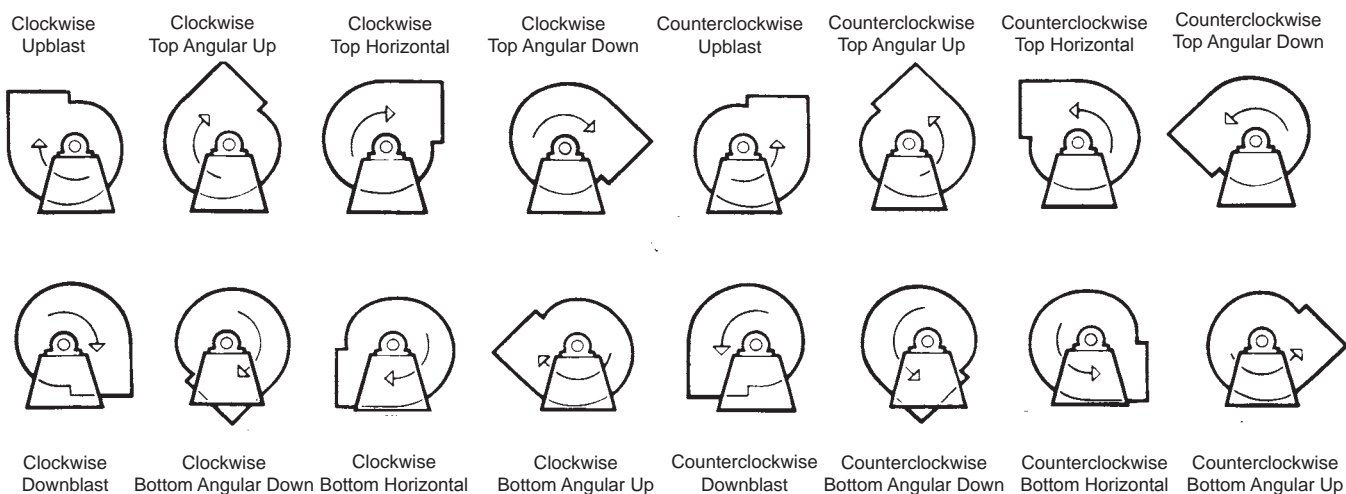 Clockwise
Upblast
Clockwise
Top Angular Up
Clockwise
Top Horizontal
Clockwise
Top Angular Down
Counterclockwise
Upblast
Counterclockwise
Top Angular Up
Counterclockwise
Top Horizontal
Counterclockwise
Top Angular Down
Clockwise
Downblast
Clockwise
Bottom Angular Down
Clockwise
Bottom Horizontal
Clockwise
Bottom Angular Up
Counterclockwise
Downblast
Counterclockwise
Bottom Angular Down
Counterclockwise
Bottom Horizontal
Counterclockwise
Bottom Angular Up